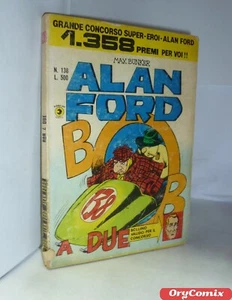 GRANDE CONCORSO SUPER-EROI-ALAN FORD
1.358 PREMI PER VOI!!
MAX BUNKER
N. 130
L. 500
ALAN
FORD
BOB
58
A DUE
OryComix